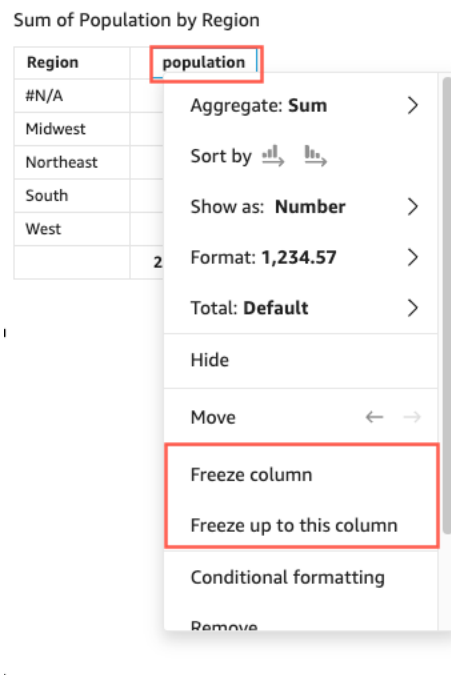 Sum of Population by Region
Region population
#N/A
Midwest
Northeast
South
West
2
Aggregate: Sum
Sort by
Show as: Number
Format: 1,234.57
Total: Default
Hide
Move
Freeze column
Freeze up to this column
Conditional formatting
Remove